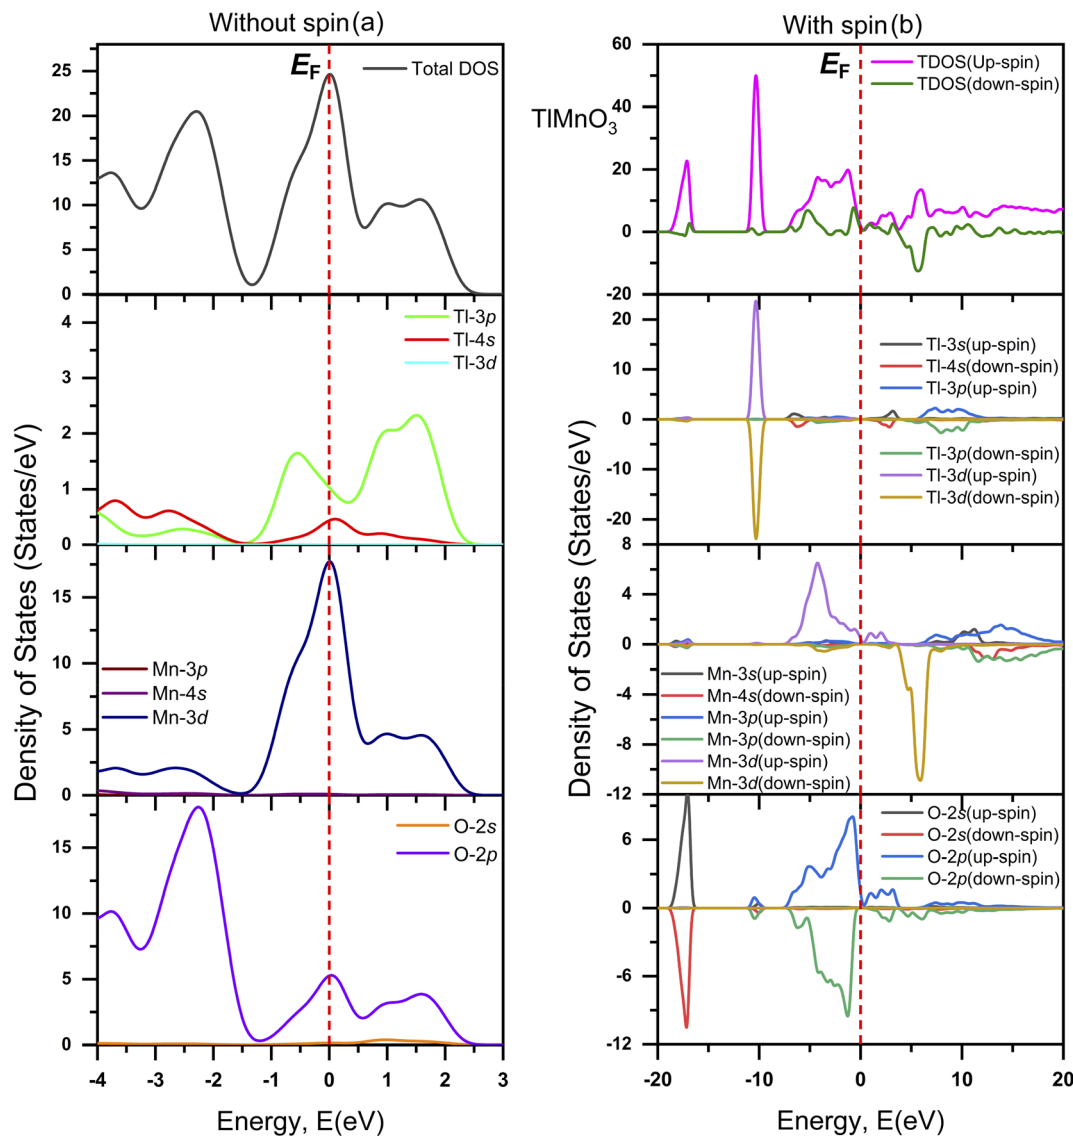 Without spin (a)
E_F
Total DOS
25
20
15
10
5
0
Tl-3p
Tl-4s
Tl-3d
4
3
2
1
0
Mn-3p
Mn-4s
Mn-3d
15
10
5
0
O-2s
O-2p
15
10
5
0
-4
-3
-2
-1
0
1
2
3
Energy, E(eV)
Density of States (States/eV)
With spin (b)
E_F
TDOS(Up-spin)
TDOS(down-spin)
TlMnO₃
60
40
20
0
-20
Tl-3s(up-spin)
Tl-4s(down-spin)
Tl-3p(up-spin)
Tl-3p(down-spin)
Tl-3d(up-spin)
Tl-3d(down-spin)
20
10
0
-10
-20
8
4
0
-4
-8
-12
Mn-3s(up-spin)
Mn-4s(down-spin)
Mn-3p(up-spin)
Mn-3p(down-spin)
Mn-3d(up-spin)
Mn-3d(down-spin)
O-2s(up-spin)
O-2s(down-spin)
O-2p(up-spin)
O-2p(down-spin)
6
0
-6
-12
-20
-10
0
10
20
Energy, E(eV)
Density of States (States/eV)